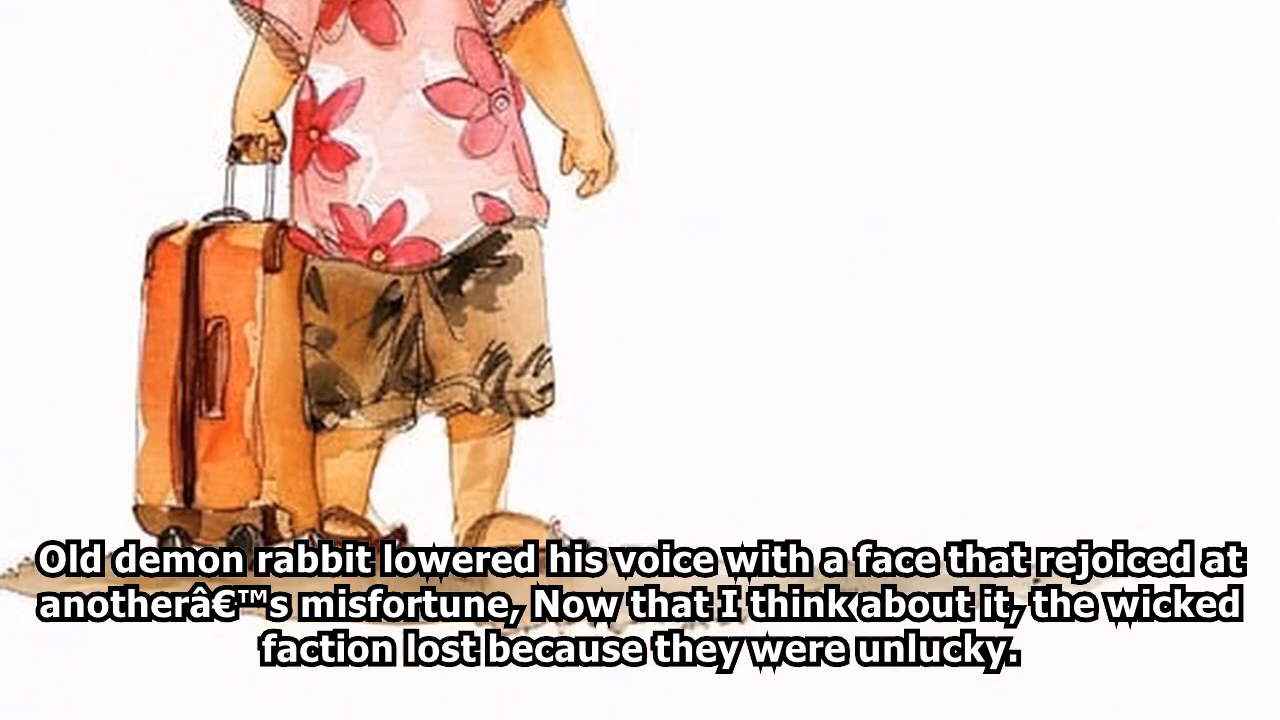 Old demon rabbit lowered his voice with a face that rejoiced at
anotherâ€™s misfortune, Now that I think about it, the wicked
faction lost because they were unlucky.